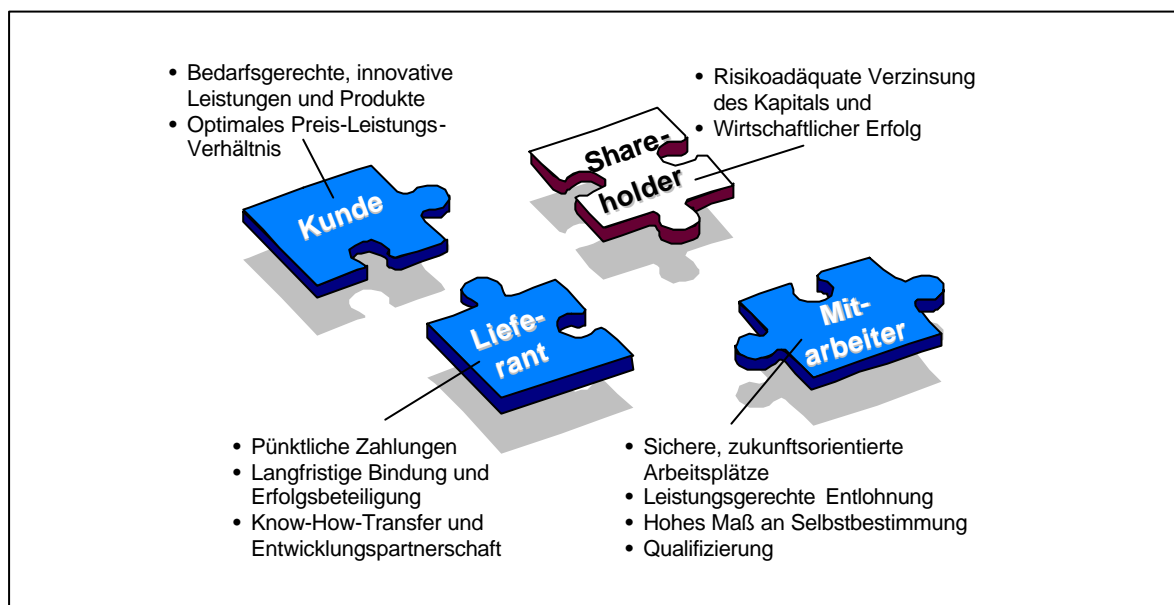 • Bedarfsgerechte, innovative
Leistungen und Produkte
• Optimales Preis-Leistungs-
Verhältnis
• Risikoadäquate Verzinsung
des Kapitals und
• Wirtschaftlicher Erfolg
Kunde
Share-
holder
Liefe-
rant
Mit-
arbeiter
• Pünktliche Zahlungen
• Langfristige Bindung und
Erfolgsbeteiligung
• Know-How-Transfer und
Entwicklungspartnerschaft
• Sichere, zukunftsorientierte
Arbeitsplätze
• Leistungsgerechte Entlohnung
• Hohes Maß an Selbstbestimmung
• Qualifizierung